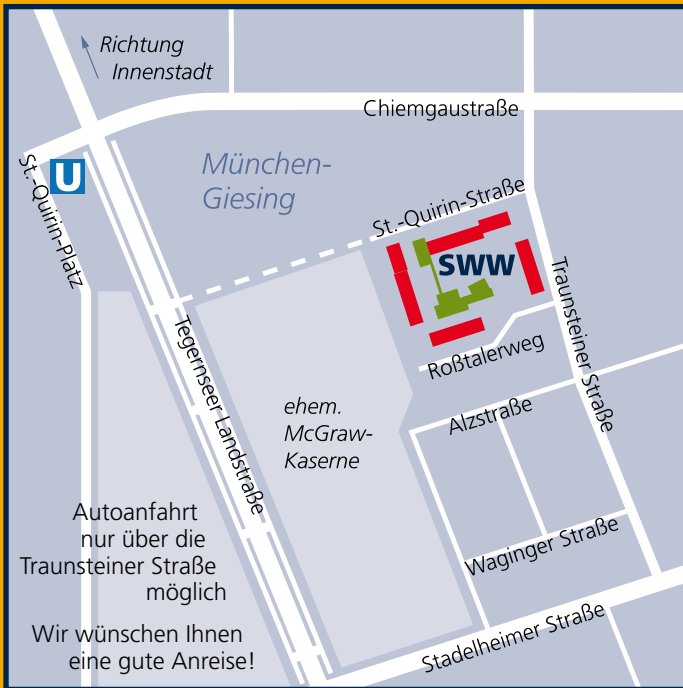 Richtung
Innenstadt
Chiemgaustraße
St.-Quirin-Platz
U
München-
Giesing
St.-Quirin-Straße
SWW
Traunsteiner Straße
Tegernseer Landstraße
Roßtalerweg
ehem.
McGraw-
Kaserne
Alzstraße
Autoanfahrt
nur über die
Traunsteiner Straße
möglich
Waginger Straße
Wir wünschen Ihnen
eine gute Anreise!
Stadelheimer Straße